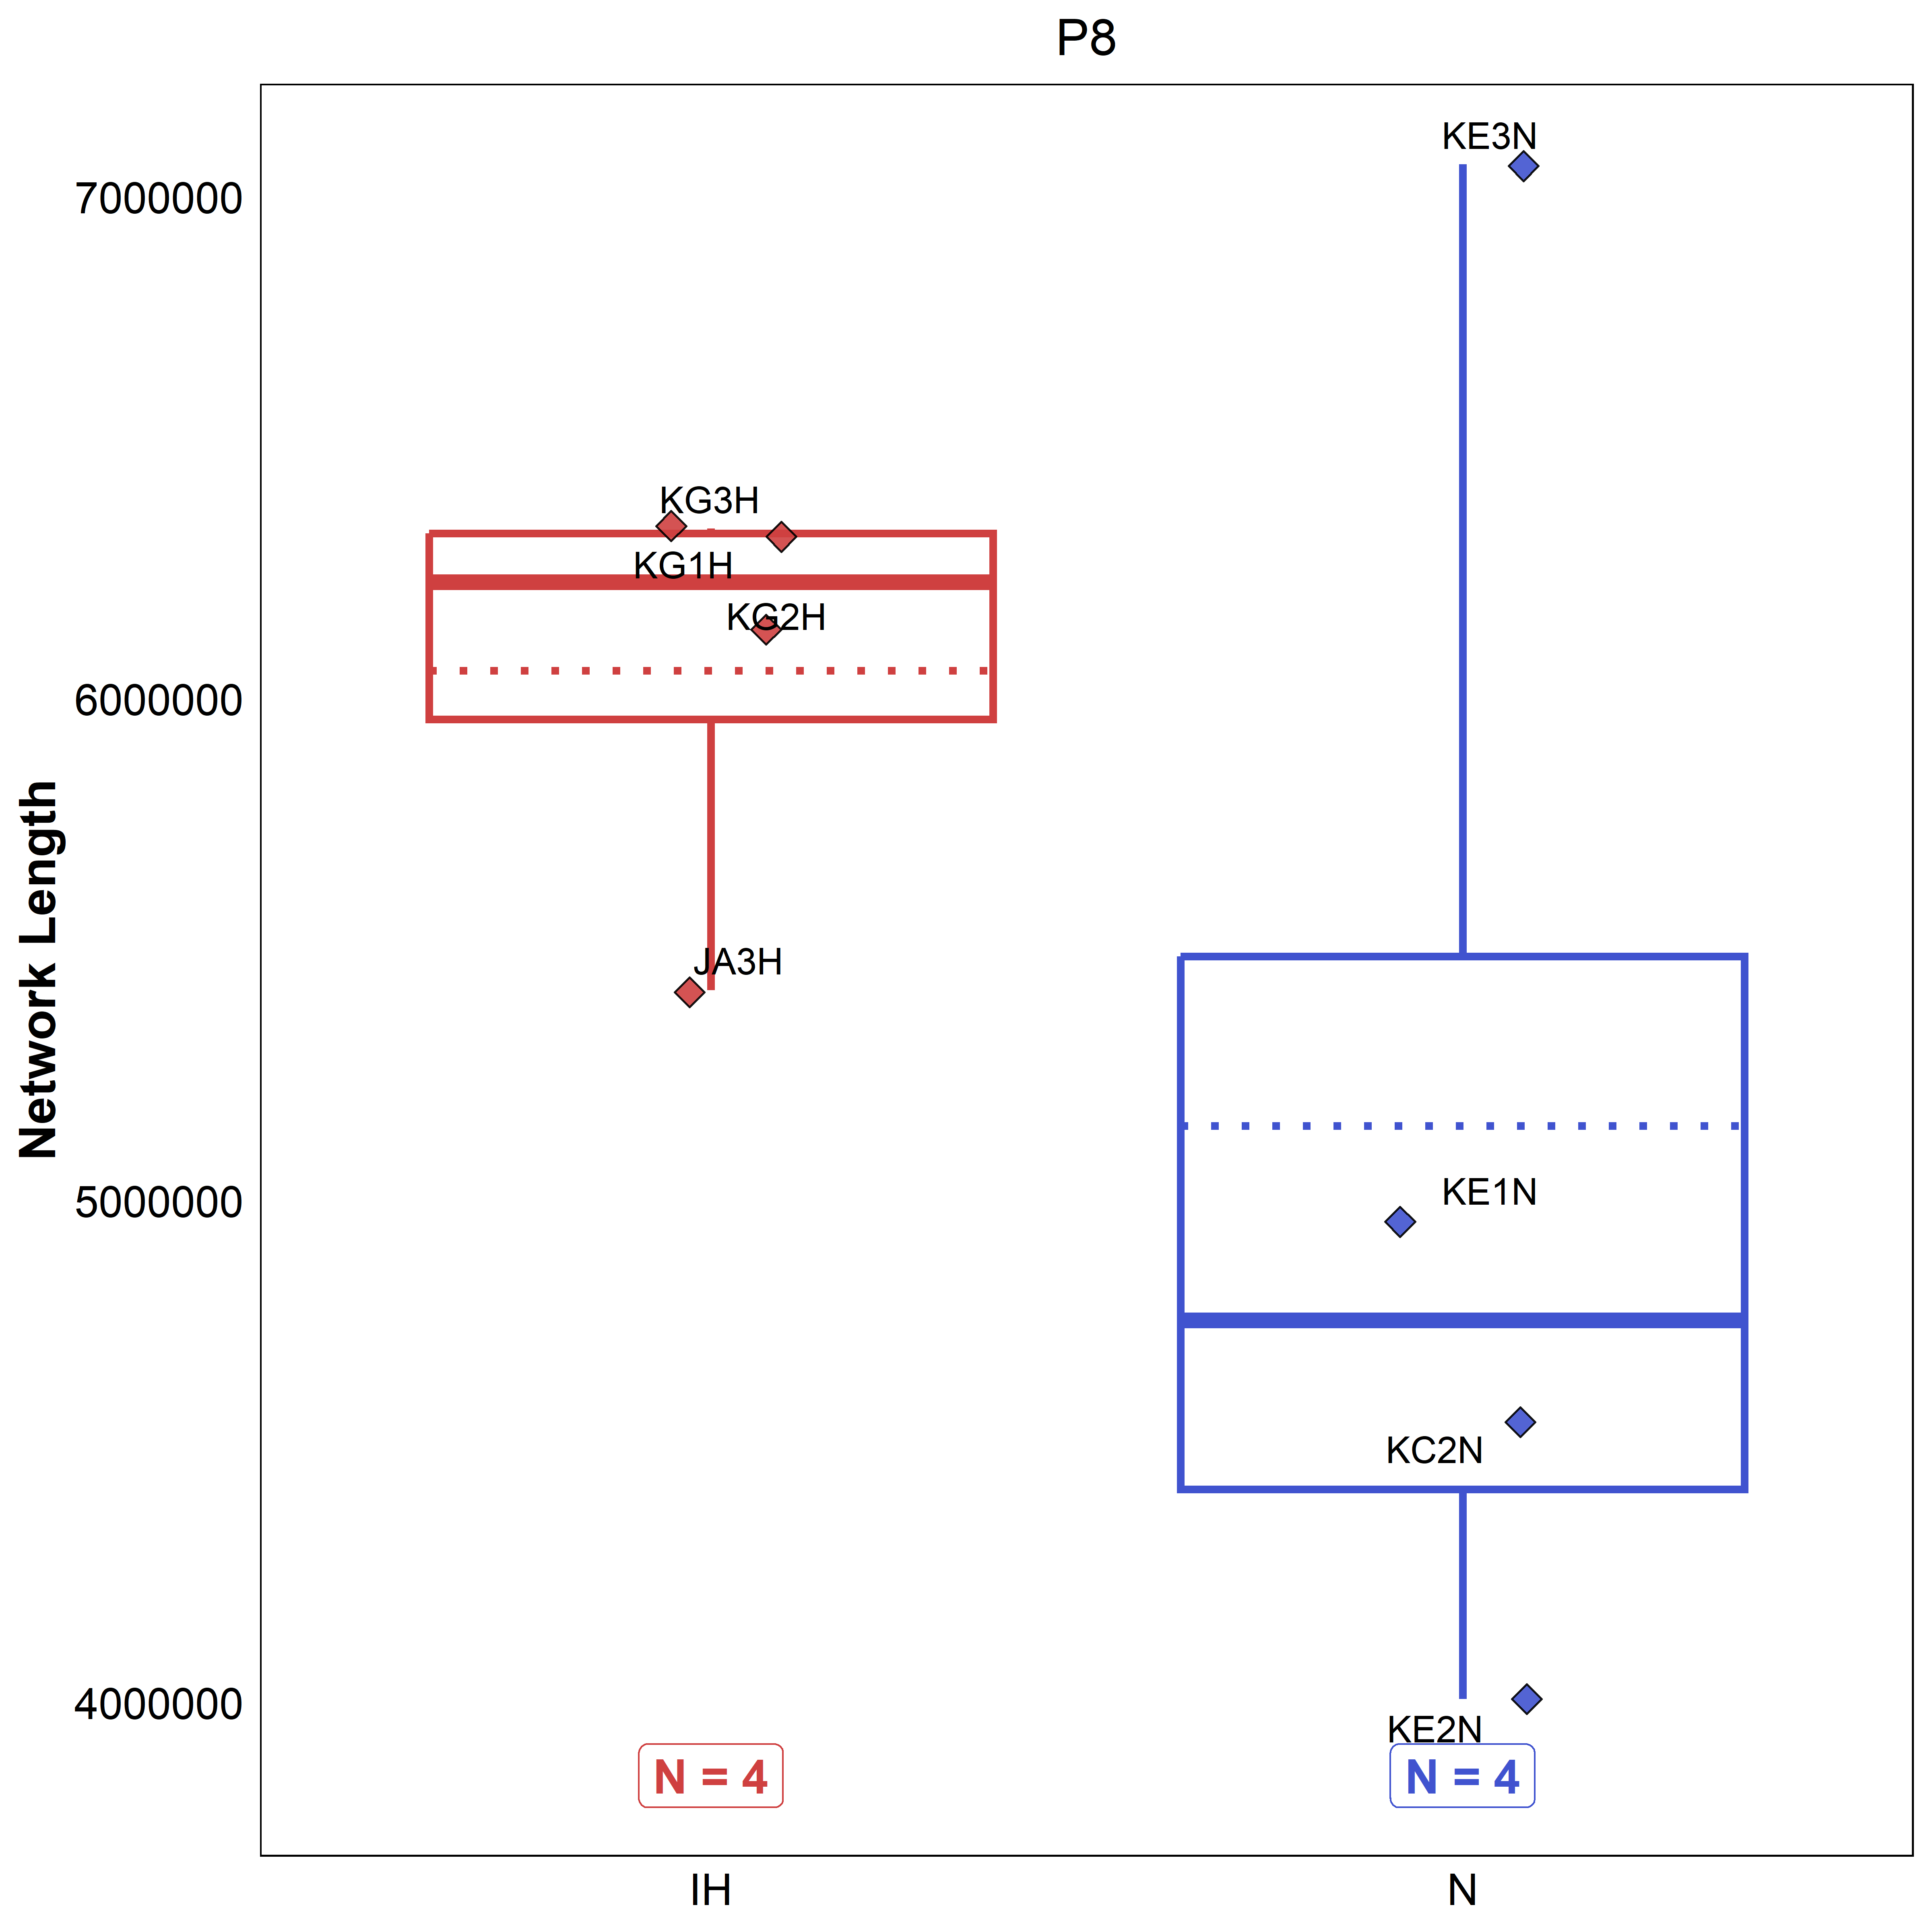 P8
Network Length
7000000
6000000
5000000
4000000
KE3N
KG3H
KG1H
KG2H
JA3H
KE1N
KC2N
KE2N
N = 4
N = 4
IH
N